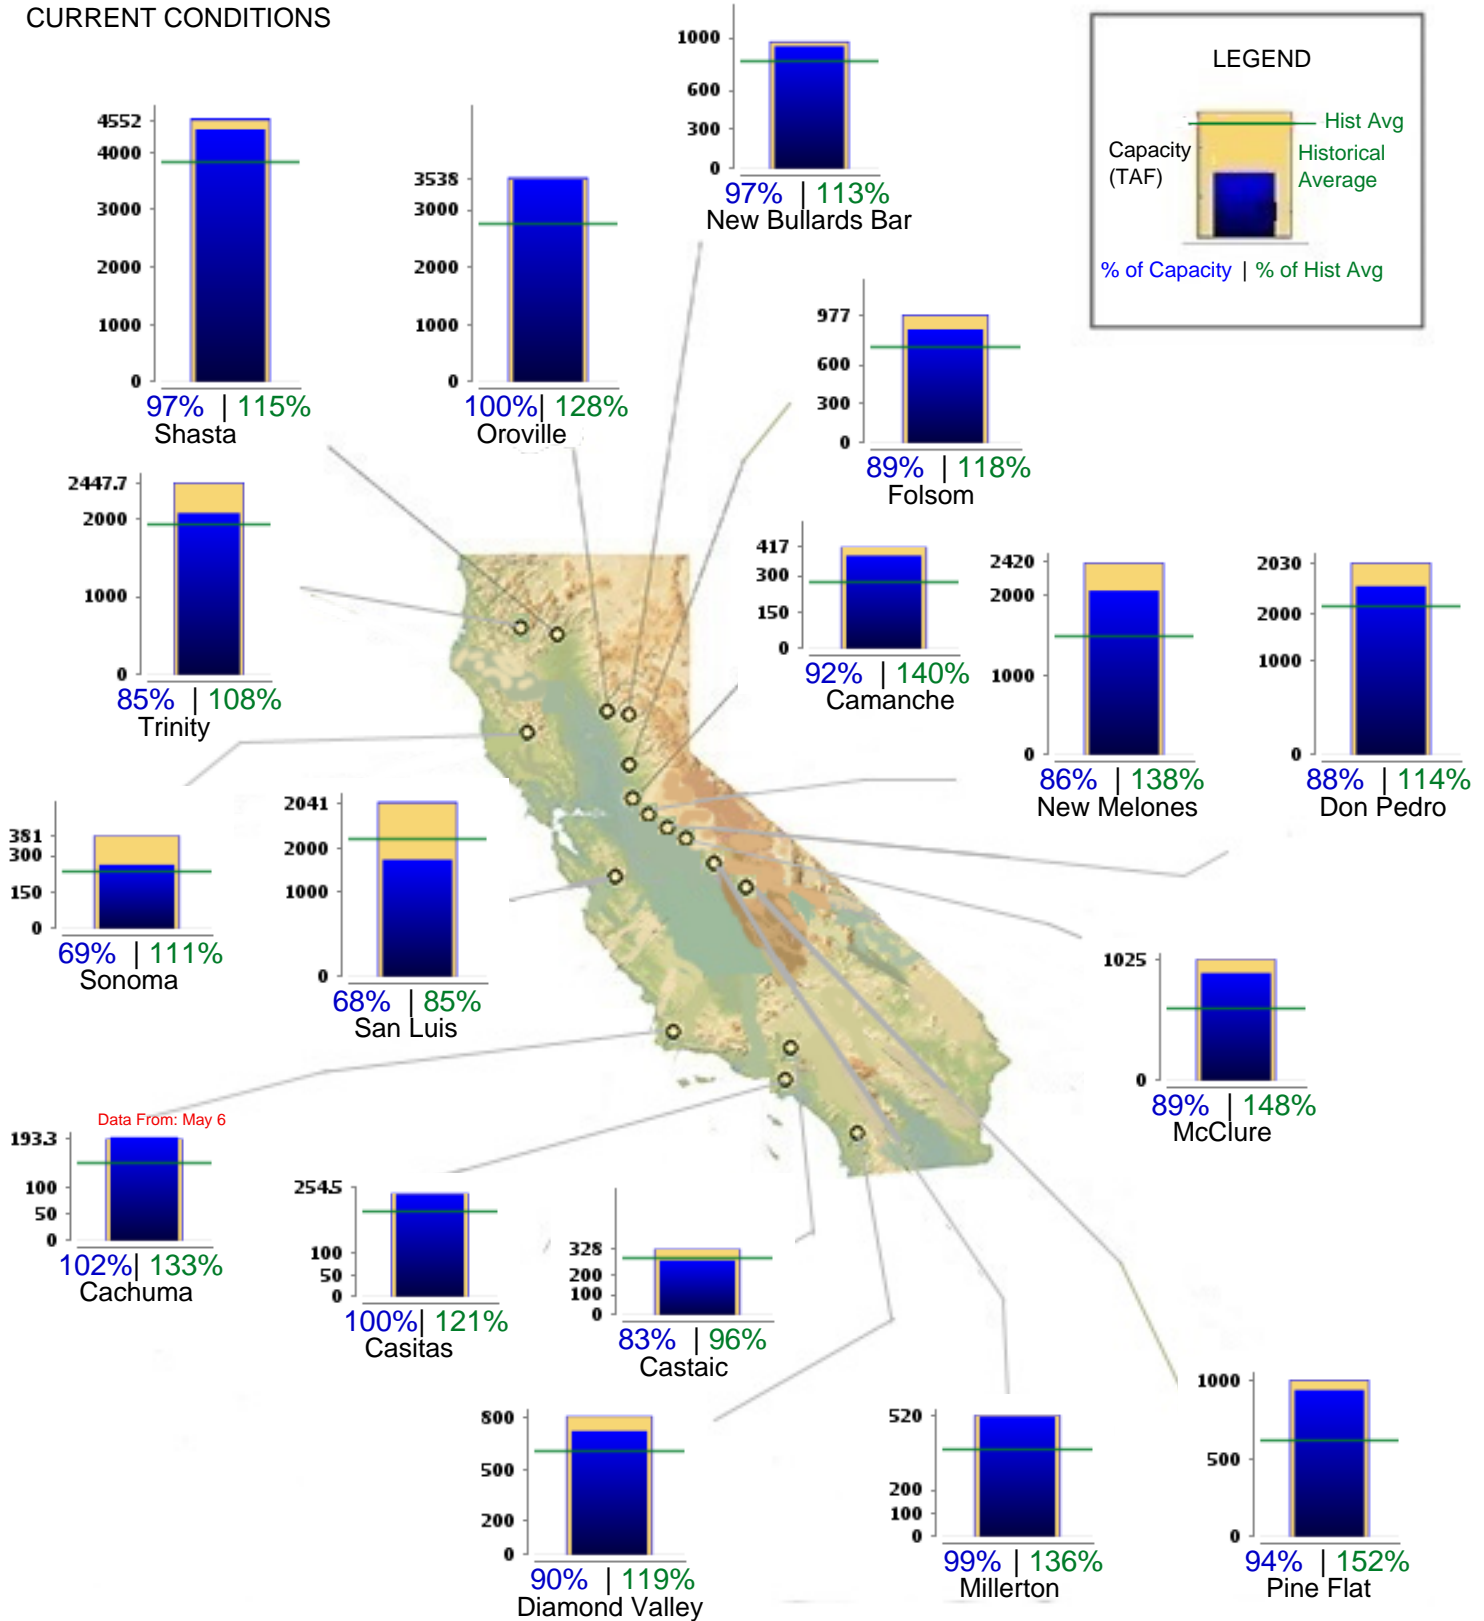 CURRENT CONDITIONS
1000
600
300
0
97% | 113%
New Bullards Bar
LEGEND
Hist Avg
Capacity
(TAF)
Historical
Average
% of Capacity | % of Hist Avg
4552
4000
3000
2000
1000
0
97% | 115%
Shasta
3538
3000
2000
1000
0
100% | 128%
Oroville
977
600
300
0
89% | 118%
Folsom
2447.7
2000
1000
0
85% | 108%
Trinity
417
300
150
0
92% | 140%
Camanche
2420
2000
1000
0
86% | 138%
New Melones
2030
2000
1000
0
88% | 114%
Don Pedro
381
300
150
0
69% | 111%
Sonoma
2041
2000
1000
0
68% | 85%
San Luis
1025
0
89% | 148%
McClure
Data From: May 6
193.3
100
50
0
102% | 133%
Cachuma
254.5
100
50
0
100% | 121%
Casitas
328
200
100
0
83% | 96%
Castaic
800
500
200
0
90% | 119%
Diamond Valley
520
200
100
0
99% | 136%
Millerton
1000
500
0
94% | 152%
Pine Flat